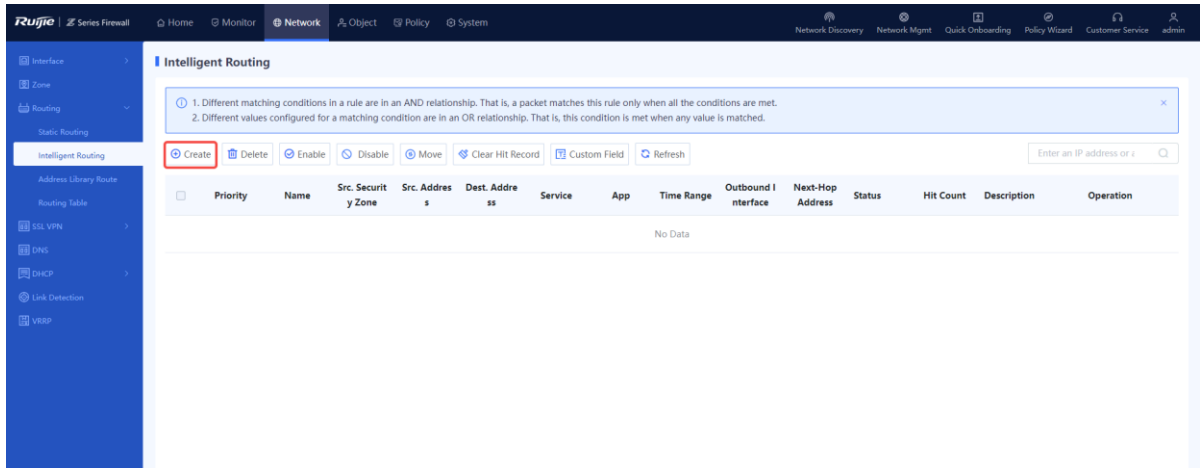 Ruijie | Z Series Firewall
Home
Monitor
Network
Object
Policy
System
Network Discovery
Network Mgmt
Quick Onboarding
Policy Wizard
Customer Service
admin
Interface
Zone
Routing
Static Routing
Intelligent Routing
Address Library Route
Routing Table
SSL VPN
DNS
DHCP
Link Detection
VRRP
Intelligent Routing
1. Different matching conditions in a rule are in an AND relationship. That is, a packet matches this rule only when all the conditions are met.
2. Different values configured for a matching condition are in an OR relationship. That is, this condition is met when any value is matched.
Create
Delete
Enable
Disable
Move
Clear Hit Record
Custom Field
Refresh
Enter an IP address or a
Priority
Name
Src. Securit
y Zone
Src. Addres
s
Dest. Addre
ss
Service
App
Time Range
Outbound I
nterface
Next-Hop
Address
Status
Hit Count
Description
Operation
No Data